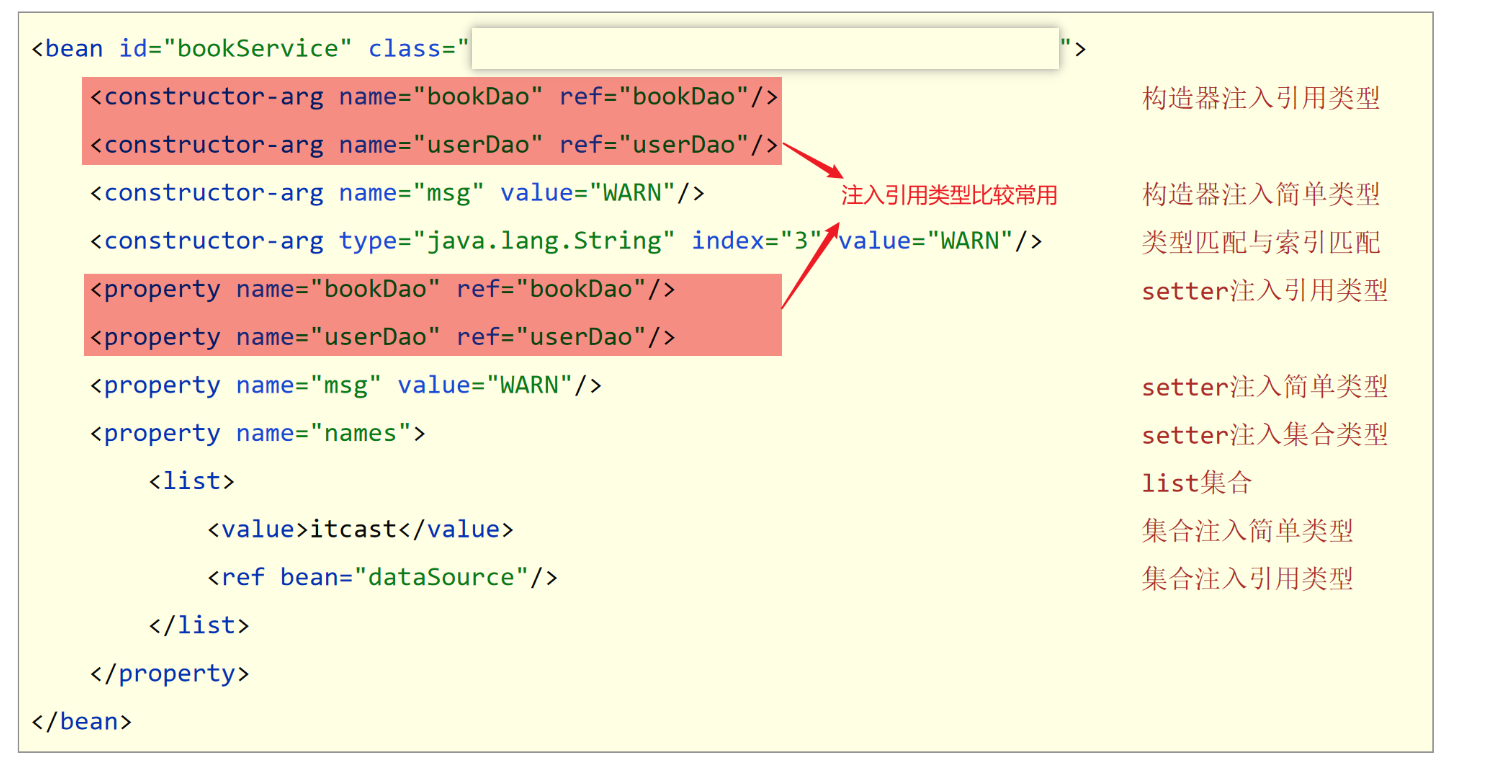 <bean id="bookService" class=" ">
<constructor-arg name="bookDao" ref="bookDao"/> 构造器注入引用类型
<constructor-arg name="userDao" ref="userDao"/>
<constructor-arg name="msg" value="WARN"/> 注入引用类型比较常用 构造器注入简单类型
<constructor-arg type="java.lang.String" index="3" value="WARN"/> 类型匹配与索引匹配
<property name="bookDao" ref="bookDao"/> setter注入引用类型
<property name="userDao" ref="userDao"/>
<property name="msg" value="WARN"/> setter注入简单类型
<property name="names"> setter注入集合类型
<list> list集合
<value>itcast</value> 集合注入简单类型
<ref bean="dataSource"/> 集合注入引用类型
</list>
</property>
</bean>